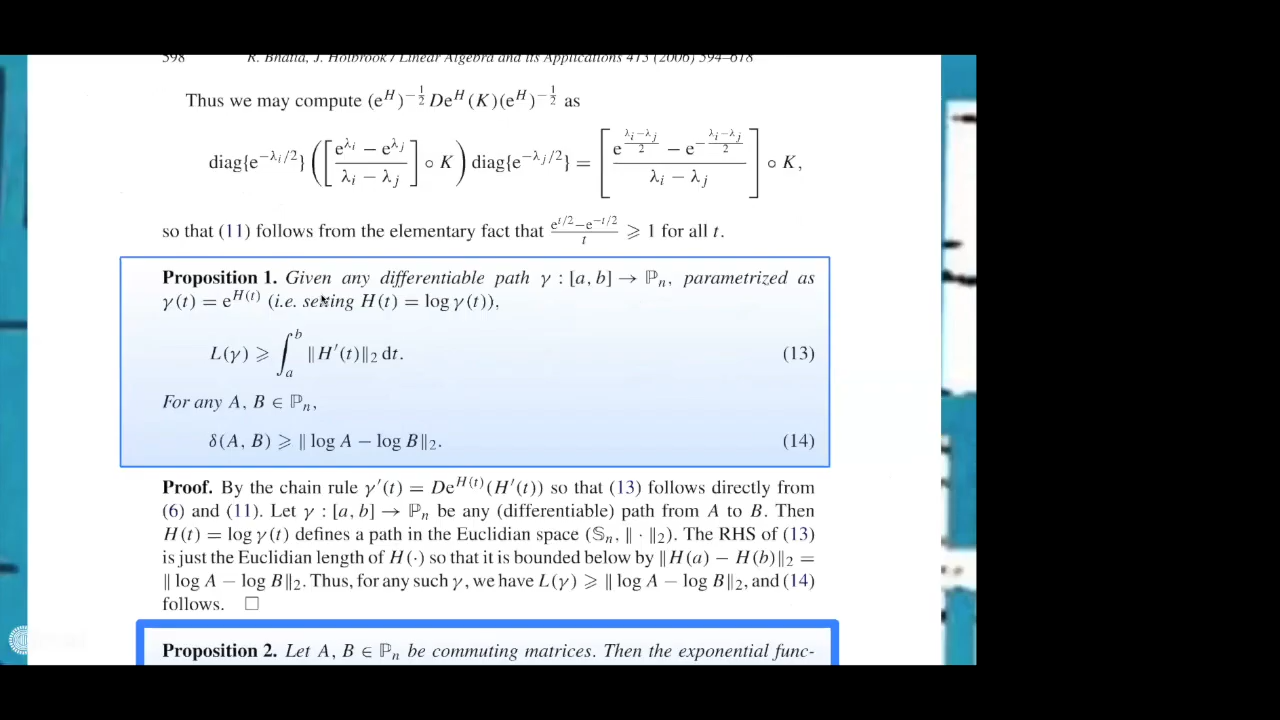 598 R. Bhatia, J. Holbrook / Linear Algebra and its Applications 413 (2006) 594–618
Thus we may compute (e^H)^{-1/2} De^H(K)(e^H)^{-1/2} as
diag{e^{-λ_i/2}} ([ (e^{λ_i} − e^{λ_j}) / (λ_i − λ_j) ] ∘ K) diag{e^{-λ_j/2}} = [ (e^{(λ_i−λ_j)/2} − e^{-(λ_i−λ_j)/2}) / (λ_i − λ_j) ] ∘ K,
so that (11) follows from the elementary fact that (e^{t/2}−e^{-t/2})/t ⩾ 1 for all t.
Proposition 1. Given any differentiable path γ : [a, b] → ℙ_n, parametrized as
γ(t) = e^{H(t)} (i.e. setting H(t) = log γ(t)),
L(γ) ⩾ ∫_a^b ‖H′(t)‖_2 dt. (13)
For any A, B ∈ ℙ_n,
δ(A, B) ⩾ ‖ log A − log B‖_2. (14)
Proof. By the chain rule γ′(t) = De^{H(t)}(H′(t)) so that (13) follows directly from
(6) and (11). Let γ : [a, b] → ℙ_n be any (differentiable) path from A to B. Then
H(t) = log γ(t) defines a path in the Euclidian space (𝕊_n, ‖ · ‖_2). The RHS of (13)
is just the Euclidian length of H(·) so that it is bounded below by ‖H(a) − H(b)‖_2 =
‖ log A − log B‖_2. Thus, for any such γ, we have L(γ) ⩾ ‖ log A − log B‖_2, and (14)
follows. □
Proposition 2. Let A, B ∈ ℙ_n be commuting matrices. Then the exponential func-